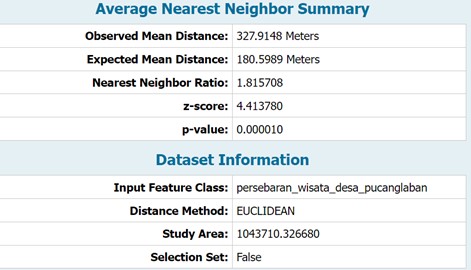 Average Nearest Neighbor Summary
Observed Mean Distance: 327.9148 Meters
Expected Mean Distance: 180.5989 Meters
Nearest Neighbor Ratio: 1.815708
z-score: 4.413780
p-value: 0.000010
Dataset Information
Input Feature Class: persebaran_wisata_desa_pucanglaban
Distance Method: EUCLIDEAN
Study Area: 1043710.326680
Selection Set: False